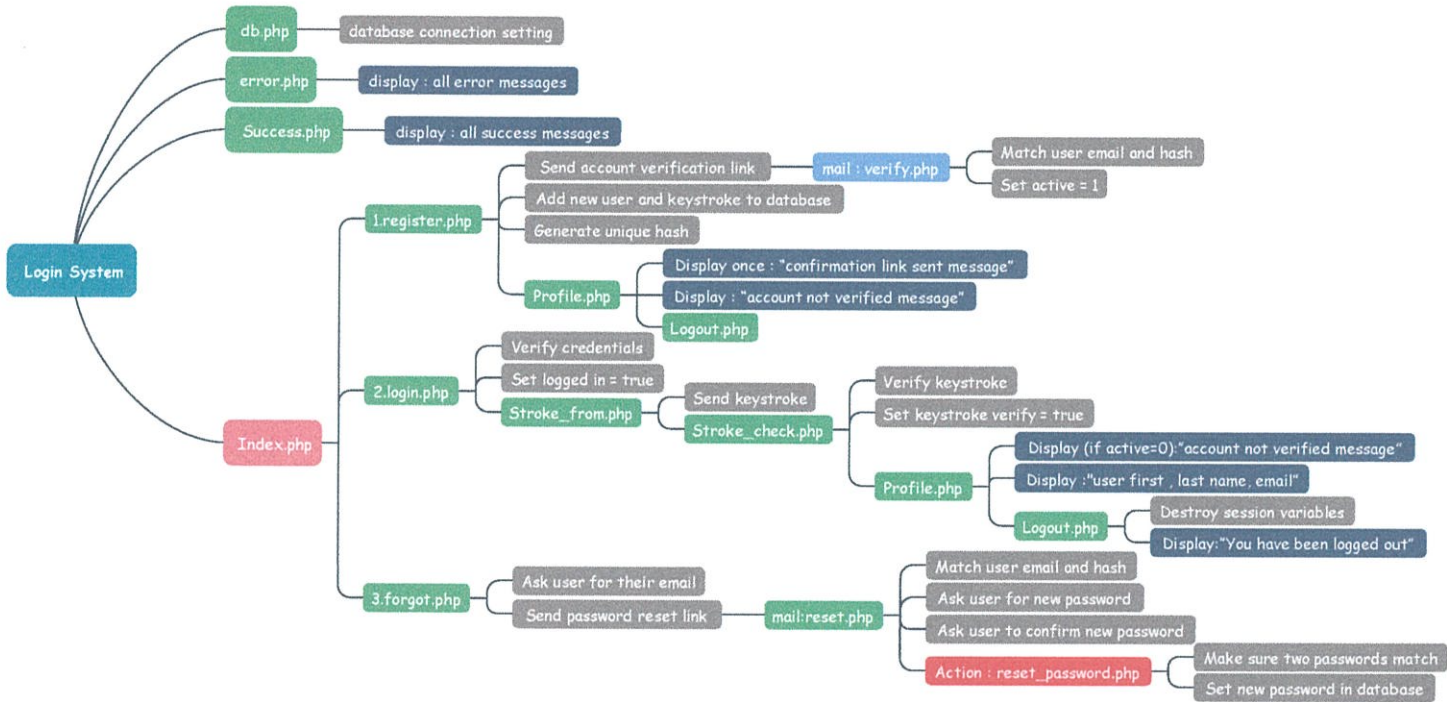 db.php
database connection setting
error.php
display : all error messages
Success.php
display : all success messages
Login System
Index.php
1.register.php
Send account verification link
mail : verify.php
Match user email and hash
Set active = 1
Add new user and keystroke to database
Generate unique hash
Profile.php
Display once : "confirmation link sent message"
Display : "account not verified message"
Logout.php
2.login.php
Verify credentials
Set logged in = true
Stroke_from.php
Send keystroke
Stroke_check.php
Verify keystroke
Set keystroke verify = true
Profile.php
Display (if active=0):"account not verified message"
Display :"user first , last name, email"
Logout.php
Destroy session variables
Display:"You have been logged out"
3.forgot.php
Ask user for their email
Send password reset link
mail:reset.php
Match user email and hash
Ask user for new password
Ask user to confirm new password
Action : reset_password.php
Make sure two passwords match
Set new password in database